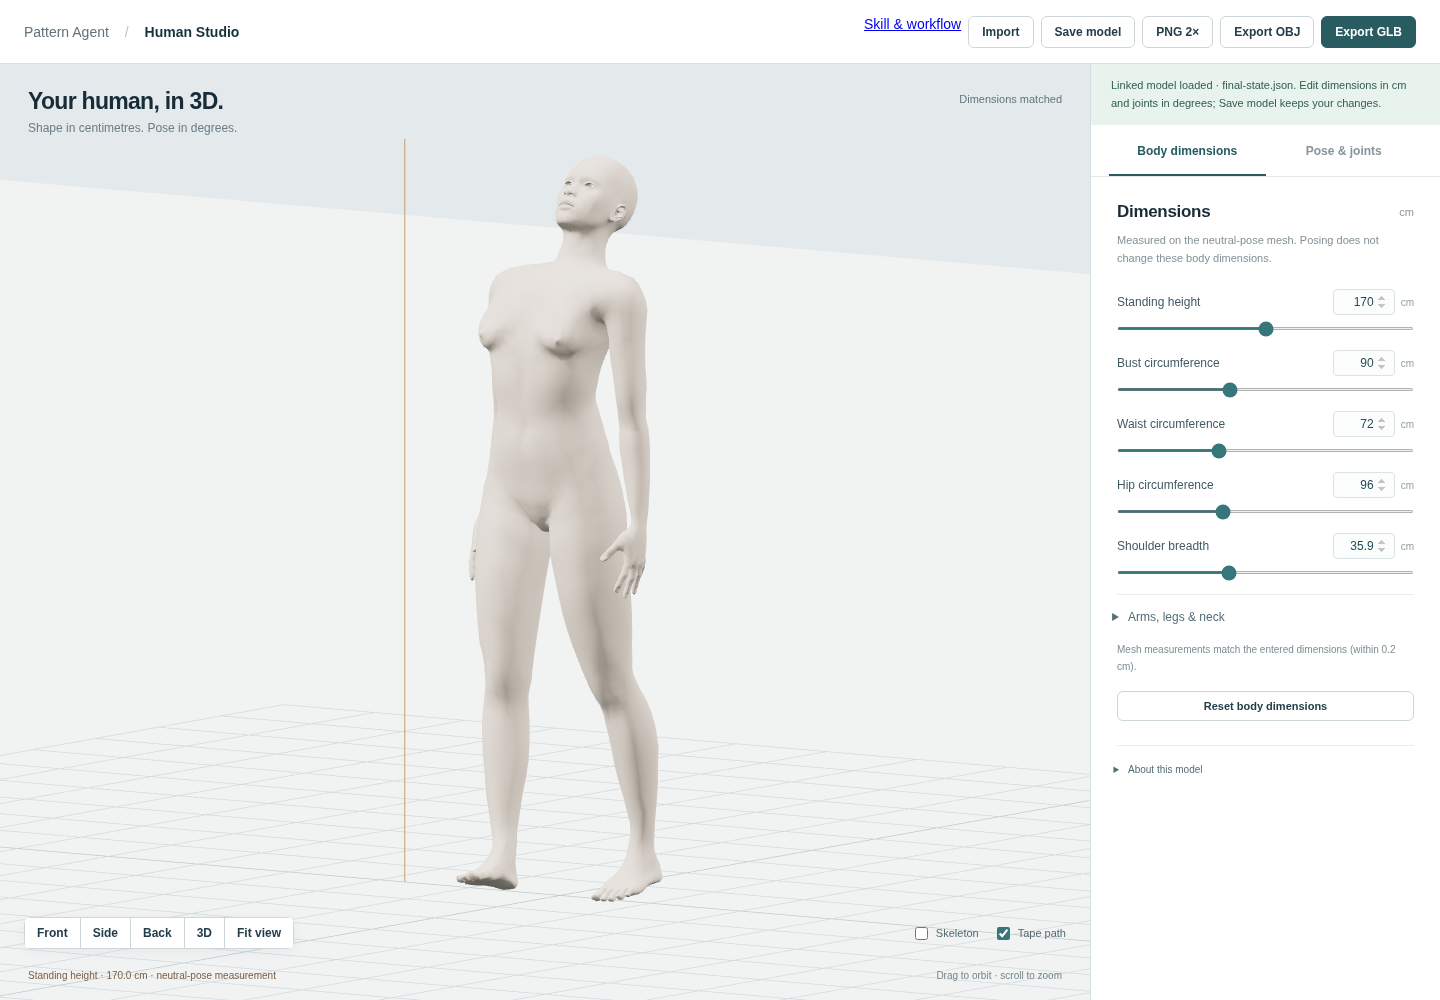 Pattern Agent / Human Studio
Skill & workflow
Import
Save model
PNG 2×
Export OBJ
Export GLB
Your human, in 3D.
Shape in centimetres. Pose in degrees.
Dimensions matched
Linked model loaded · final-state.json. Edit dimensions in cm
and joints in degrees; Save model keeps your changes.
Body dimensions
Pose & joints
Dimensions
cm
Measured on the neutral-pose mesh. Posing does not
change these body dimensions.
Standing height 170 cm
Bust circumference 90 cm
Waist circumference 72 cm
Hip circumference 96 cm
Shoulder breadth 35.9 cm
Arms, legs & neck
Mesh measurements match the entered dimensions (within 0.2
cm).
Reset body dimensions
About this model
Front
Side
Back
3D
Fit view
Skeleton
Tape path
Standing height · 170.0 cm · neutral-pose measurement
Drag to orbit · scroll to zoom